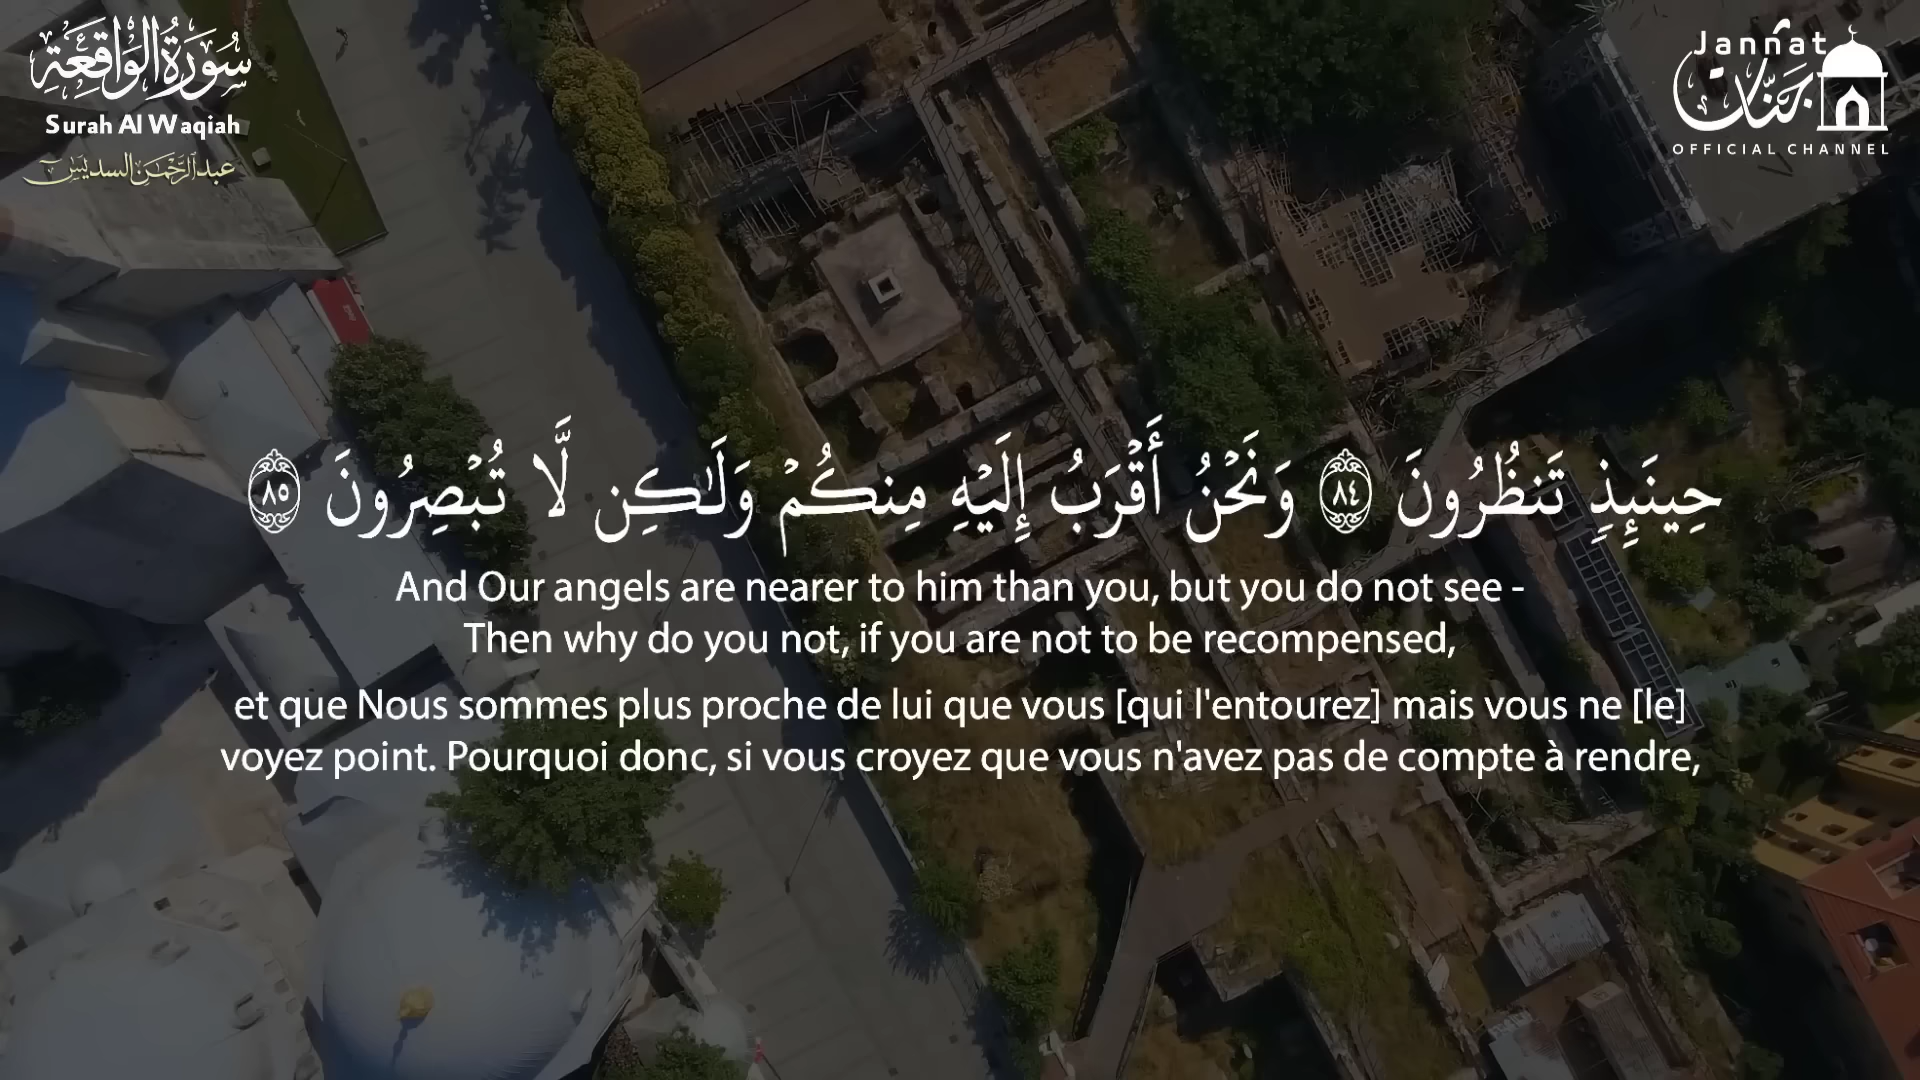 سُورَةُ الْوَاقِعَةِ
Surah Al Waqiah
عبد الرحمن السديس
Jannat
جَنَّات
OFFICIAL CHANNEL
حِينَئِذٍ تَنظُرُونَ ٨٤ وَنَحْنُ أَقْرَبُ إِلَيْهِ مِنكُمْ وَلَٰكِن لَّا تُبْصِرُونَ ٨٥
And Our angels are nearer to him than you, but you do not see -
Then why do you not, if you are not to be recompensed,
et que Nous sommes plus proche de lui que vous [qui l'entourez] mais vous ne [le]
voyez point. Pourquoi donc, si vous croyez que vous n'avez pas de compte à rendre,